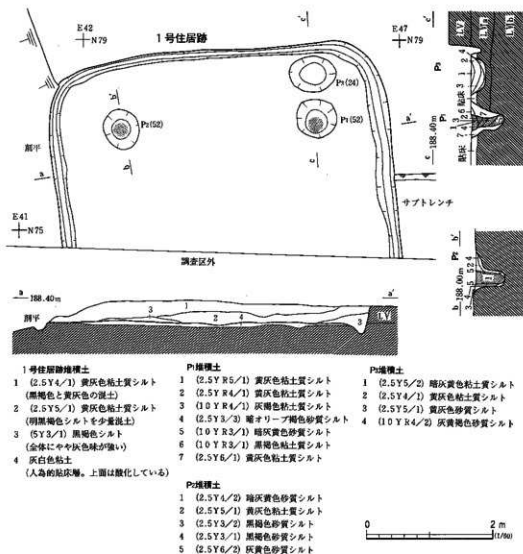 1号住居跡
E42
N79
E47
N79
c′
c′
P3(24)
P2(52)
P1(52)
b′
b
c
a′
a
削平
サブトレンチ
E41
N75
調査区外
a
188.40m
a′
削平
LⅤ
P3
P1
貼床
貼床
188.40m
c
P2
b′
188.00m
b
1号住居跡堆積土
1 (2.5Y4/1) 黄灰色粘土質シルト
(黒褐色と黄灰色の混土)
2 (2.5Y5/1) 黄灰色粘土質シルト
(明黒褐色シルトを少量混土)
3 (5Y3/1) 黒褐色シルト
(全体にやや灰色味が強い)
4 灰白色粘土
(人為的貼床層。上面は酸化している)
P1堆積土
1 (2.5YR5/1) 黄灰色粘土質シルト
2 (2.5YR4/1) 黄灰色粘土質シルト
3 (10YR4/1) 灰褐色粘土質シルト
4 (2.5Y3/3) 暗オリーブ褐色砂質シルト
5 (10YR3/1) 暗灰黄色砂質シルト
6 (10YR3/1) 黒褐色粘土質シルト
7 (2.5Y6/1) 黄灰色粘土質シルト
P2堆積土
1 (2.5Y4/2) 暗灰黄色砂質シルト
2 (2.5Y5/1) 黄灰色粘土質シルト
3 (2.5Y3/2) 黒褐色砂質シルト
4 (2.5Y3/1) 黒褐色砂質シルト
5 (2.5Y6/2) 灰黄色砂質シルト
P3堆積土
1 (2.5Y5/2) 暗灰黄色粘土質シルト
2 (2.5Y4/1) 黄灰色粘土質シルト
3 (2.5Y5/1) 黄灰色砂質シルト
4 (10YR4/2) 灰黄褐色砂質シルト
0 2m
(1/60)